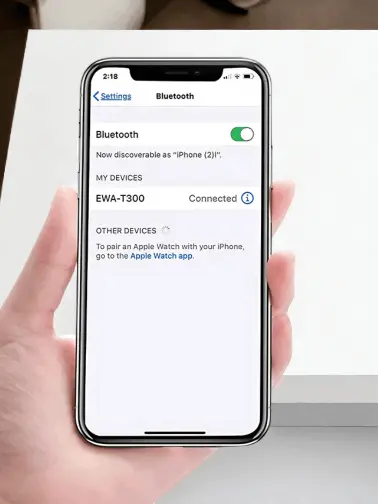 2:18
Settings
Bluetooth
Bluetooth
Now discoverable as "iPhone (2)l".
MY DEVICES
EWA-T300 Connected
OTHER DEVICES
To pair an Apple Watch with your iPhone,
go to the Apple Watch app.